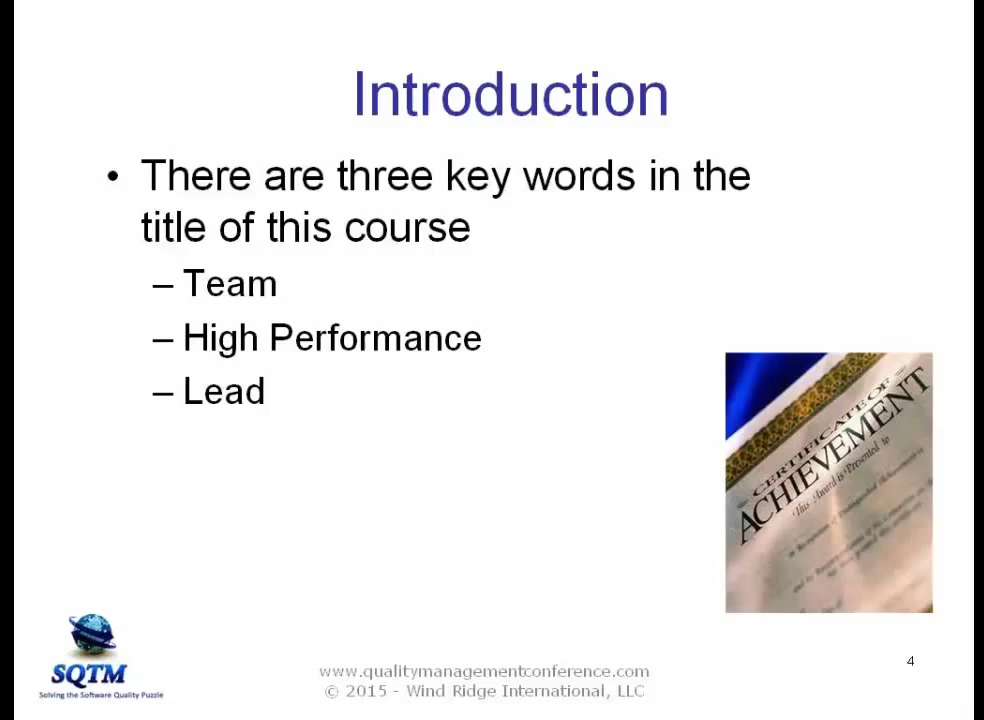 Introduction
• There are three key words in the
title of this course
– Team
– High Performance
– Lead
CERTIFICATE OF
ACHIEVEMENT
This Award is Presented to
SQTM
Solving the Software Quality Puzzle
www.qualitymanagementconference.com
© 2015 - Wind Ridge International, LLC
4